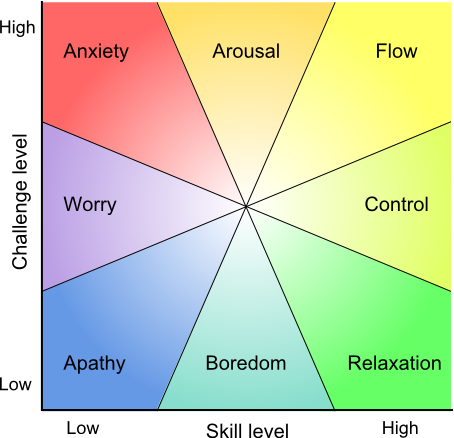 High
Anxiety
Arousal
Flow
Challenge level
Worry
Control
Apathy
Boredom
Relaxation
Low
Low
Skill level
High